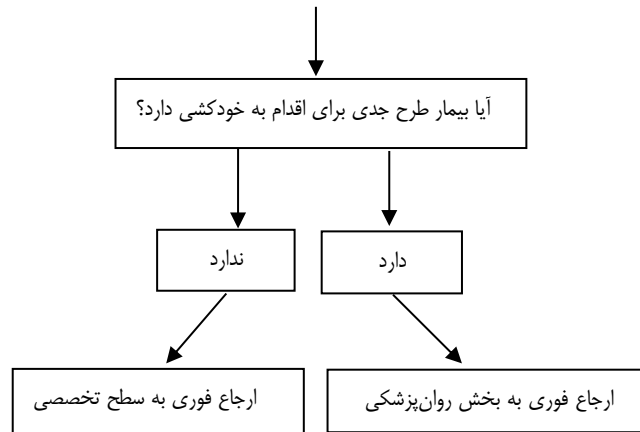 آیا بیمار طرح جدی برای اقدام به خودکشی دارد؟
دارد
ندارد
ارجاع فوری به بخش روان‌پزشکی
ارجاع فوری به سطح تخصصی